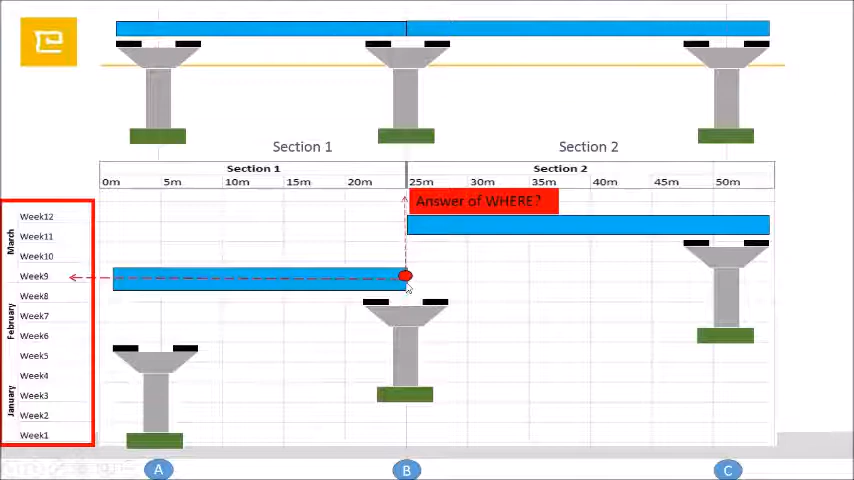 Section 1 Section 2
Section 1 Section 2
0m 5m 10m 15m 20m 25m 30m 35m 40m 45m 50m
Answer of WHERE?
March
Week12
Week11
Week10
Week9
February
Week8
Week7
Week6
Week5
January
Week4
Week3
Week2
Week1
A B C